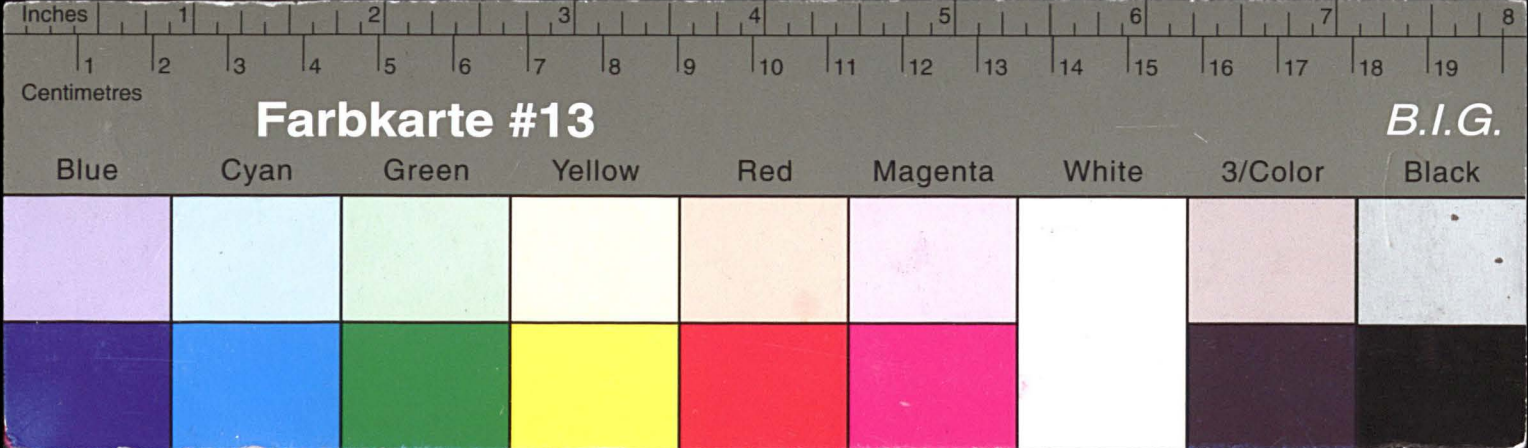 Inches 1 2 3 4 5 6 7 8
1 2 3 4 5 6 7 8 9 10 11 12 13 14 15 16 17 18 19
Centimetres
Farbkarte #13 B.I.G.
Blue Cyan Green Yellow Red Magenta White 3/Color Black